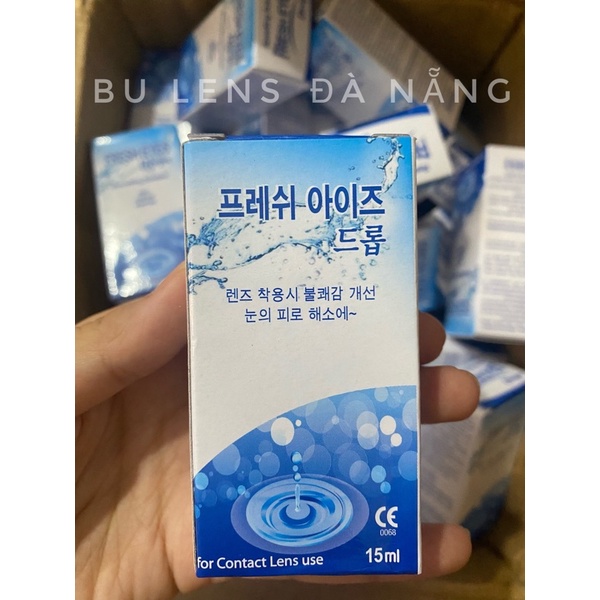 BU LENS ĐÀ NẴNG
프레쉬 아이즈
드롭
렌즈 착용시 불쾌감 개선
눈의 피로 해소에~
CE
0068
for Contact Lens use
15ml